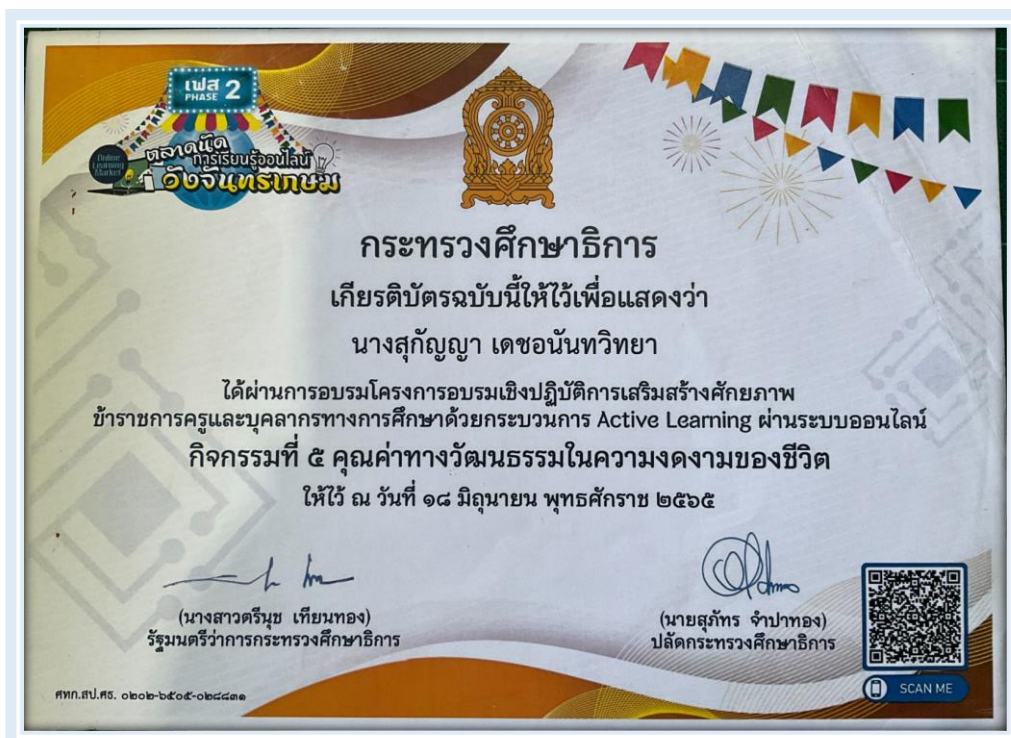 เฟส 2
PHASE
Online
Learning
Market
ตลาดนัด
การเรียนรู้ออนไลน์
วังจันทรเกษม
กระทรวงศึกษาธิการ
เกียรติบัตรฉบับนี้ให้ไว้เพื่อแสดงว่า
นางสุกัญญา เดชอนันทวิทยา
ได้ผ่านการอบรมโครงการอบรมเชิงปฏิบัติการเสริมสร้างศักยภาพ
ข้าราชการครูและบุคลากรทางการศึกษาด้วยกระบวนการ Active Learning ผ่านระบบออนไลน์
กิจกรรมที่ ๕ คุณค่าทางวัฒนธรรมในความงดงามของชีวิต
ให้ไว้ ณ วันที่ ๑๘ มิถุนายน พุทธศักราช ๒๕๖๕
(นางสาวตรีนุช เทียนทอง)
รัฐมนตรีว่าการกระทรวงศึกษาธิการ
(นายสุภัทร จำปาทอง)
ปลัดกระทรวงศึกษาธิการ
ศทก.สป.ศธ.
SCAN ME